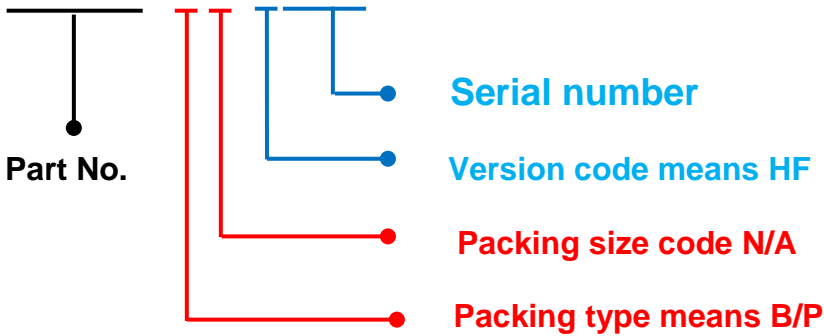 Serial number
Part No.
Version code means HF
Packing size code N/A
Packing type means B/P